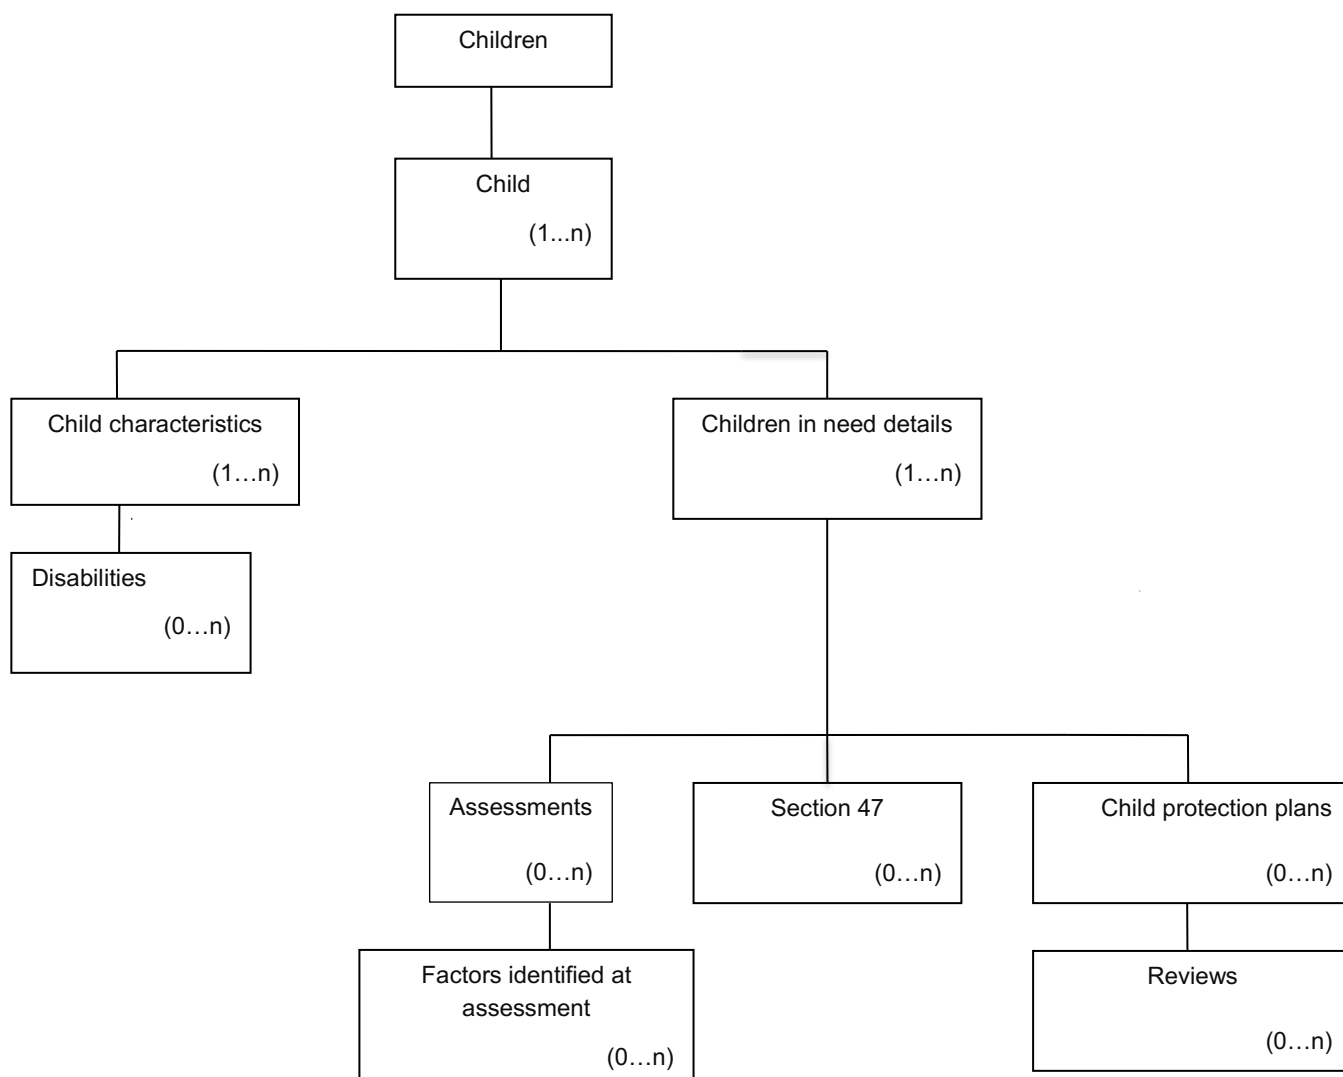 Children
Child
(1...n)
Child characteristics
(1…n)
Children in need details
(1…n)
Disabilities
(0…n)
Assessments
(0…n)
Section 47
(0…n)
Child protection plans
(0…n)
Factors identified at
assessment
(0…n)
Reviews
(0…n)